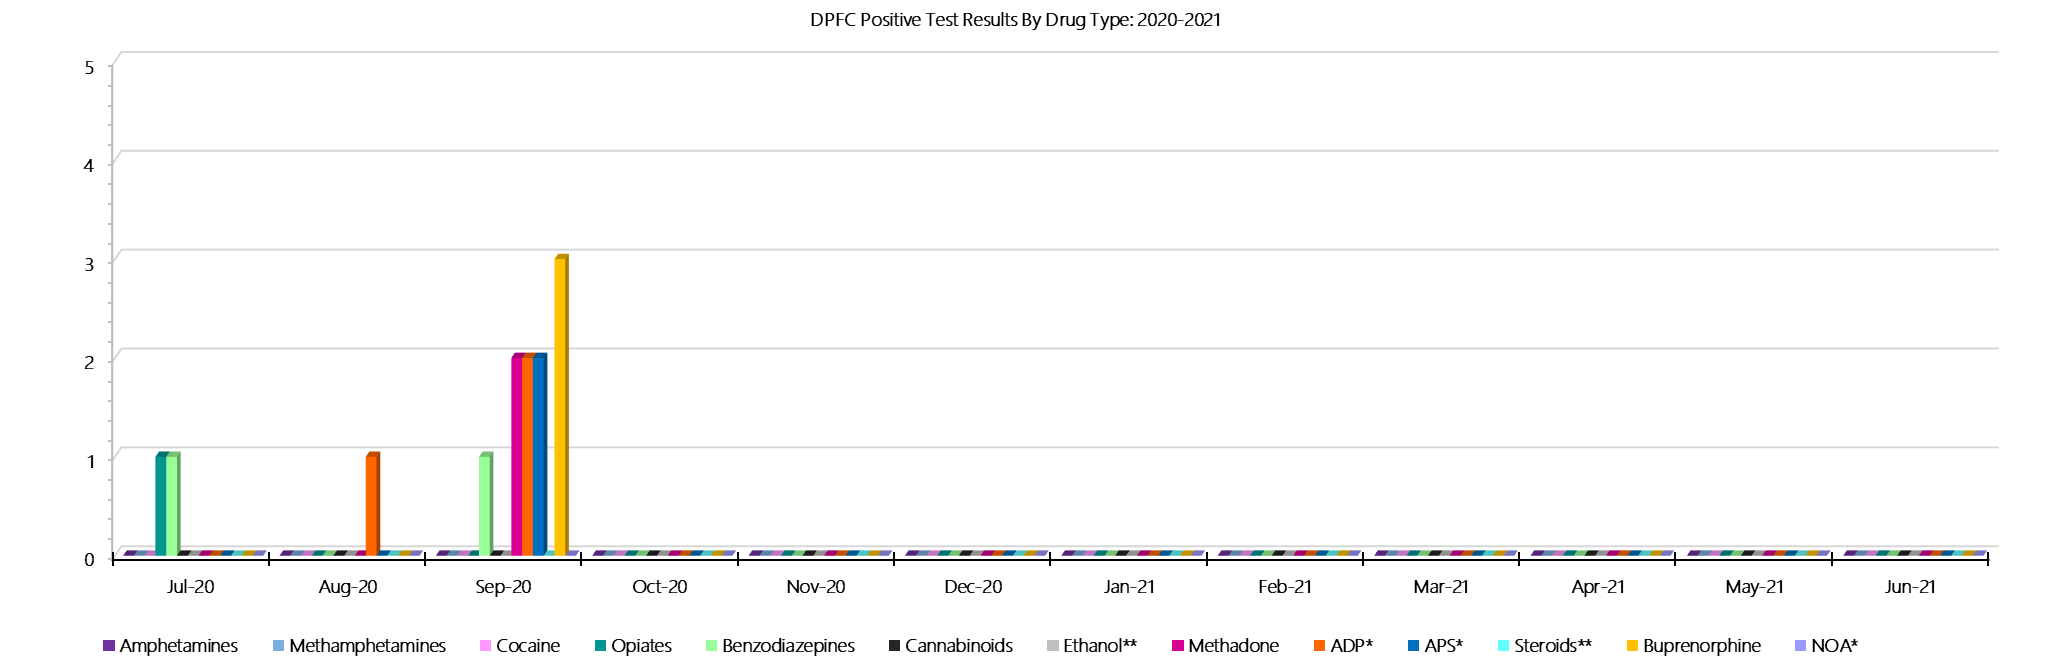 DPFC Positive Test Results By Drug Type: 2020-2021
5
4
3
2
1
0
Jul-20 Aug-20 Sep-20 Oct-20 Nov-20 Dec-20 Jan-21 Feb-21 Mar-21 Apr-21 May-21 Jun-21
Amphetamines Methamphetamines Cocaine Opiates Benzodiazepines Cannabinoids Ethanol** Methadone ADP* APS* Steroids** Buprenorphine NOA*